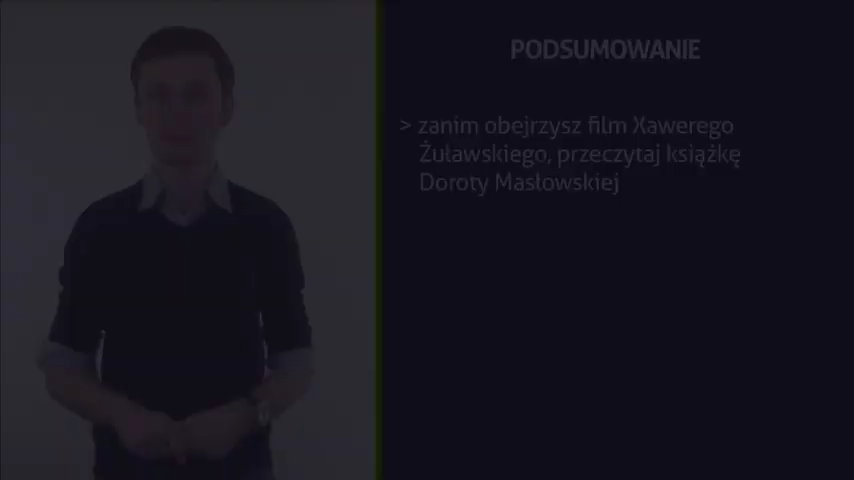 PODSUMOWANIE
> zanim obejrzysz film Xawerego
Żuławskiego, przeczytaj książkę
Doroty Masłowskiej